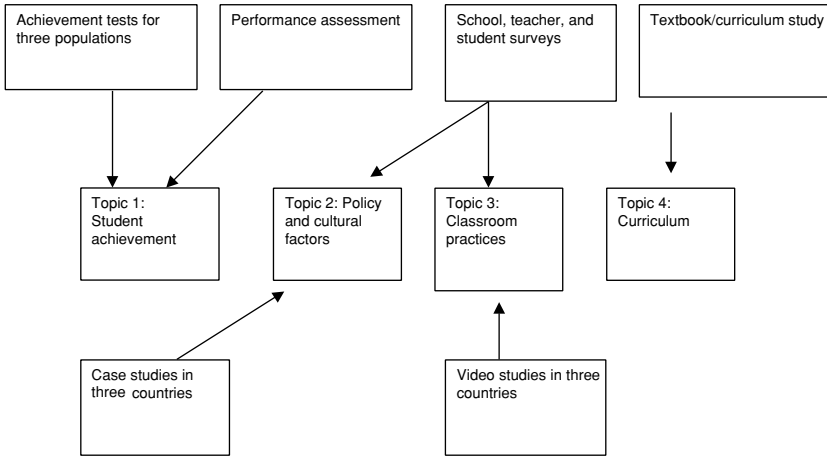 Achievement tests for
three populations
Performance assessment
School, teacher, and
student surveys
Textbook/curriculum study
Topic 1:
Student
achievement
Topic 2: Policy
and cultural
factors
Topic 3:
Classroom
practices
Topic 4:
Curriculum
Case studies in
three countries
Video studies in three
countries